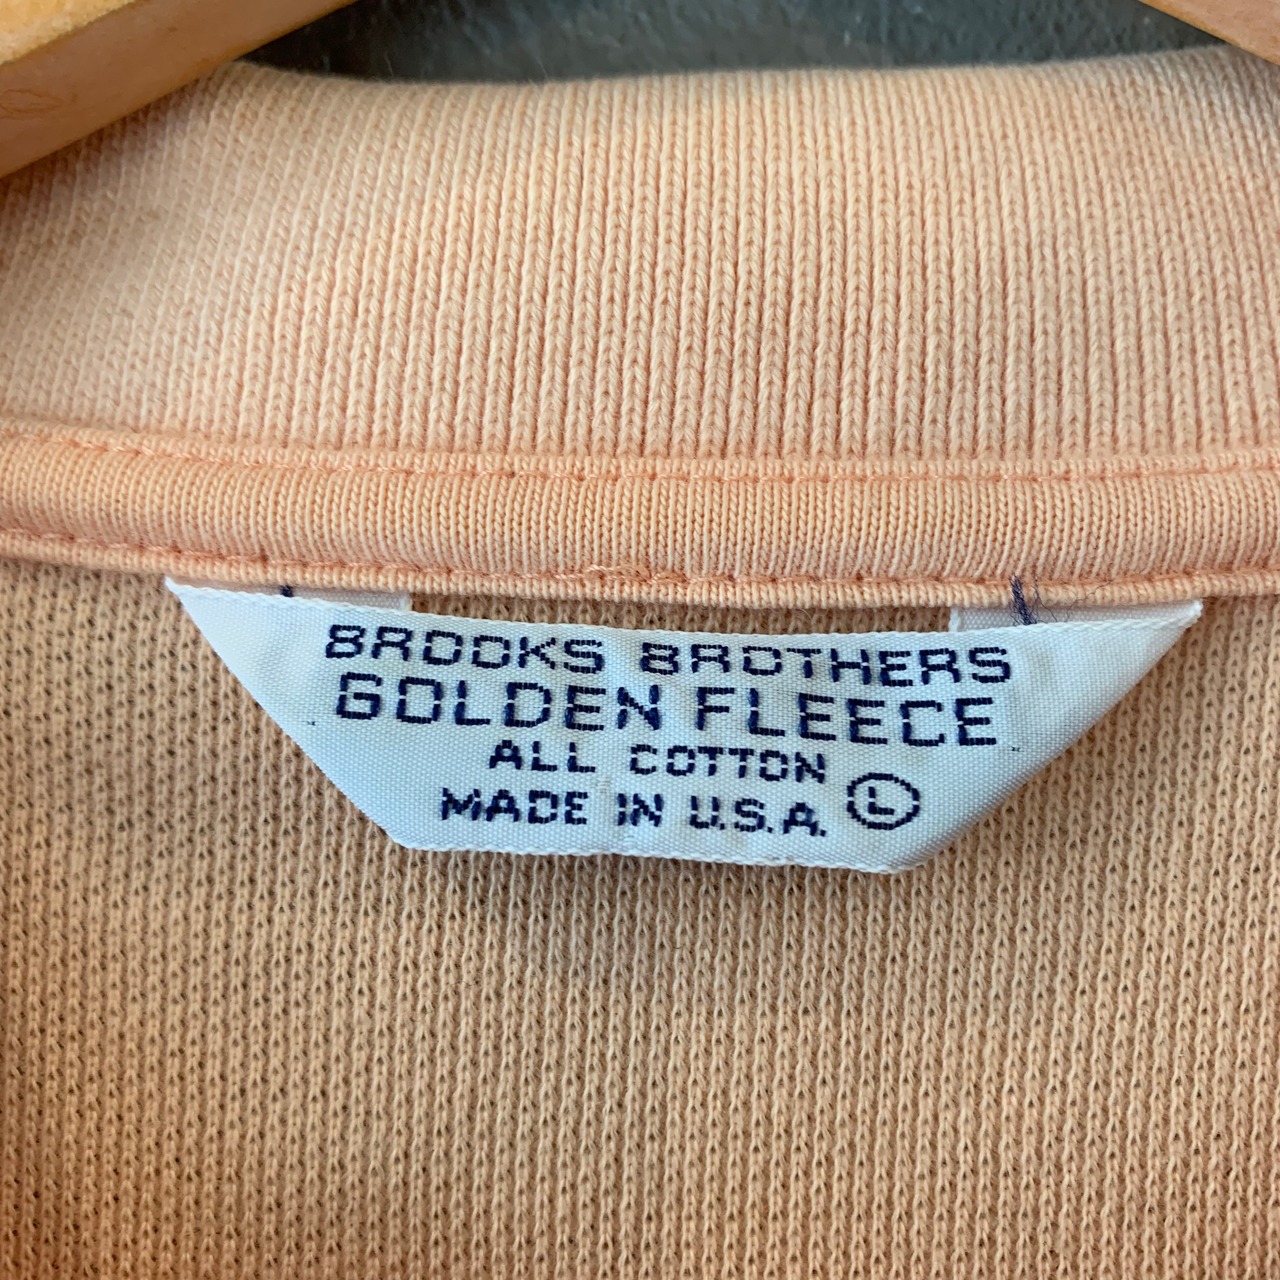 BROOKS BROTHERS
GOLDEN FLEECE
ALL COTTON
MADE IN U.S.A. L